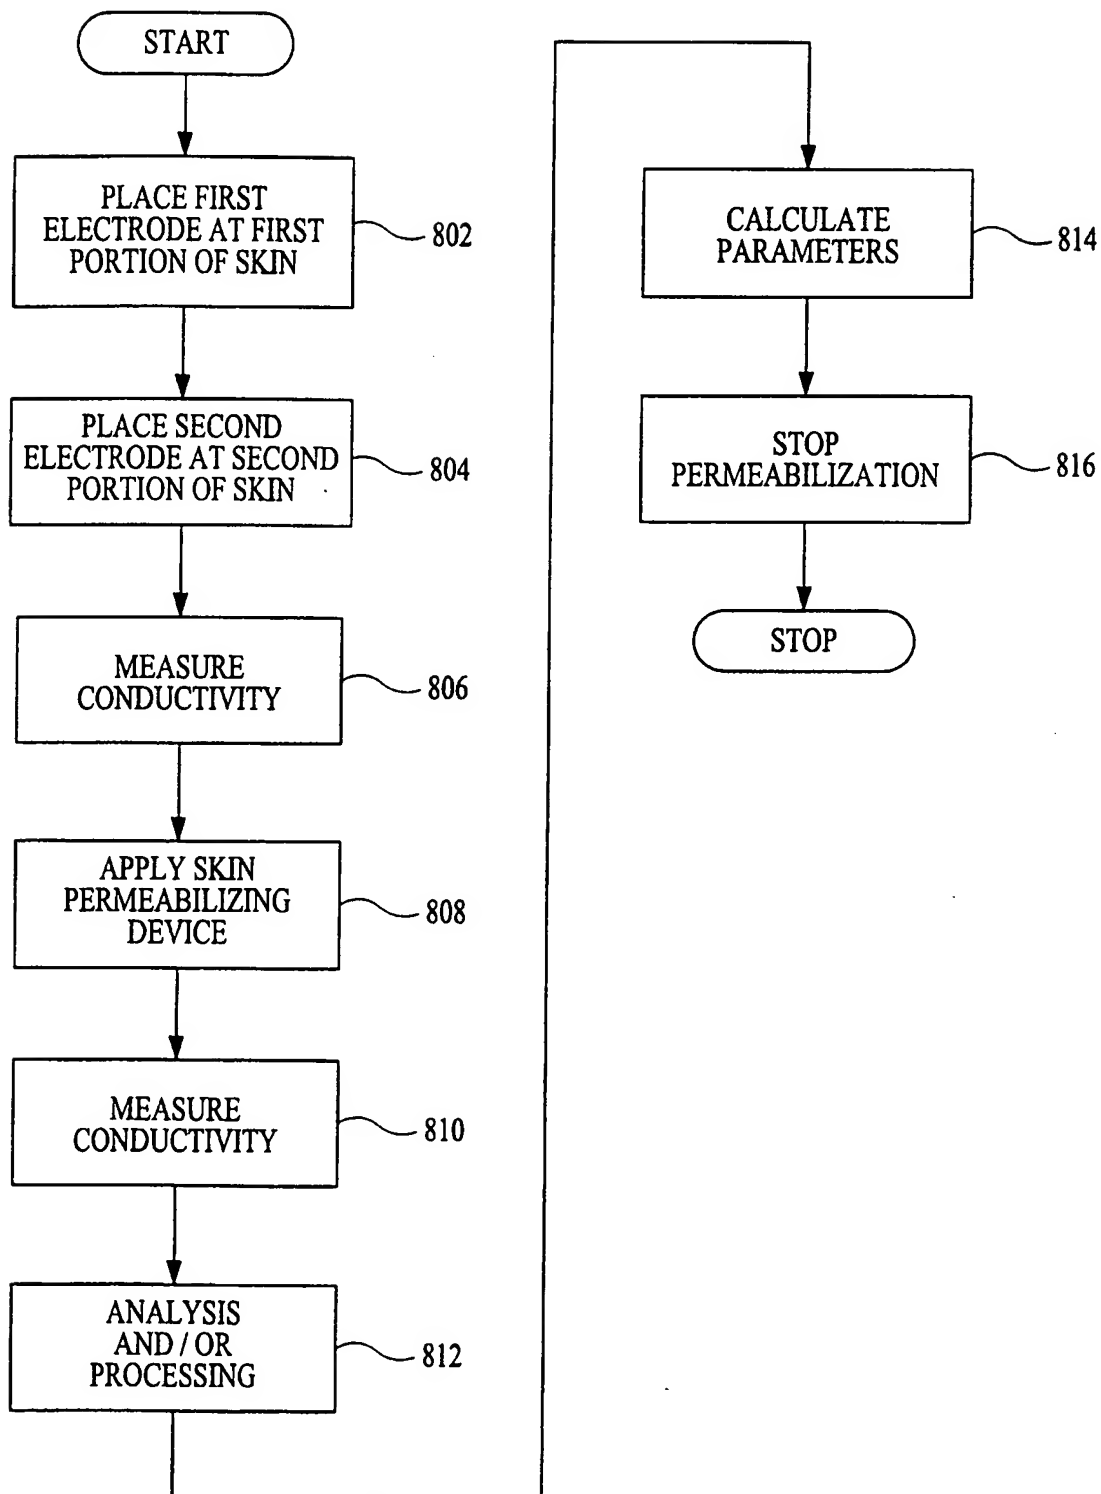 START
PLACE FIRST
ELECTRODE AT FIRST
PORTION OF SKIN
802
PLACE SECOND
ELECTRODE AT SECOND
PORTION OF SKIN
804
MEASURE
CONDUCTIVITY
806
APPLY SKIN
PERMEABILIZING
DEVICE
808
MEASURE
CONDUCTIVITY
810
ANALYSIS
AND / OR
PROCESSING
812
CALCULATE
PARAMETERS
814
STOP
PERMEABILIZATION
816
STOP